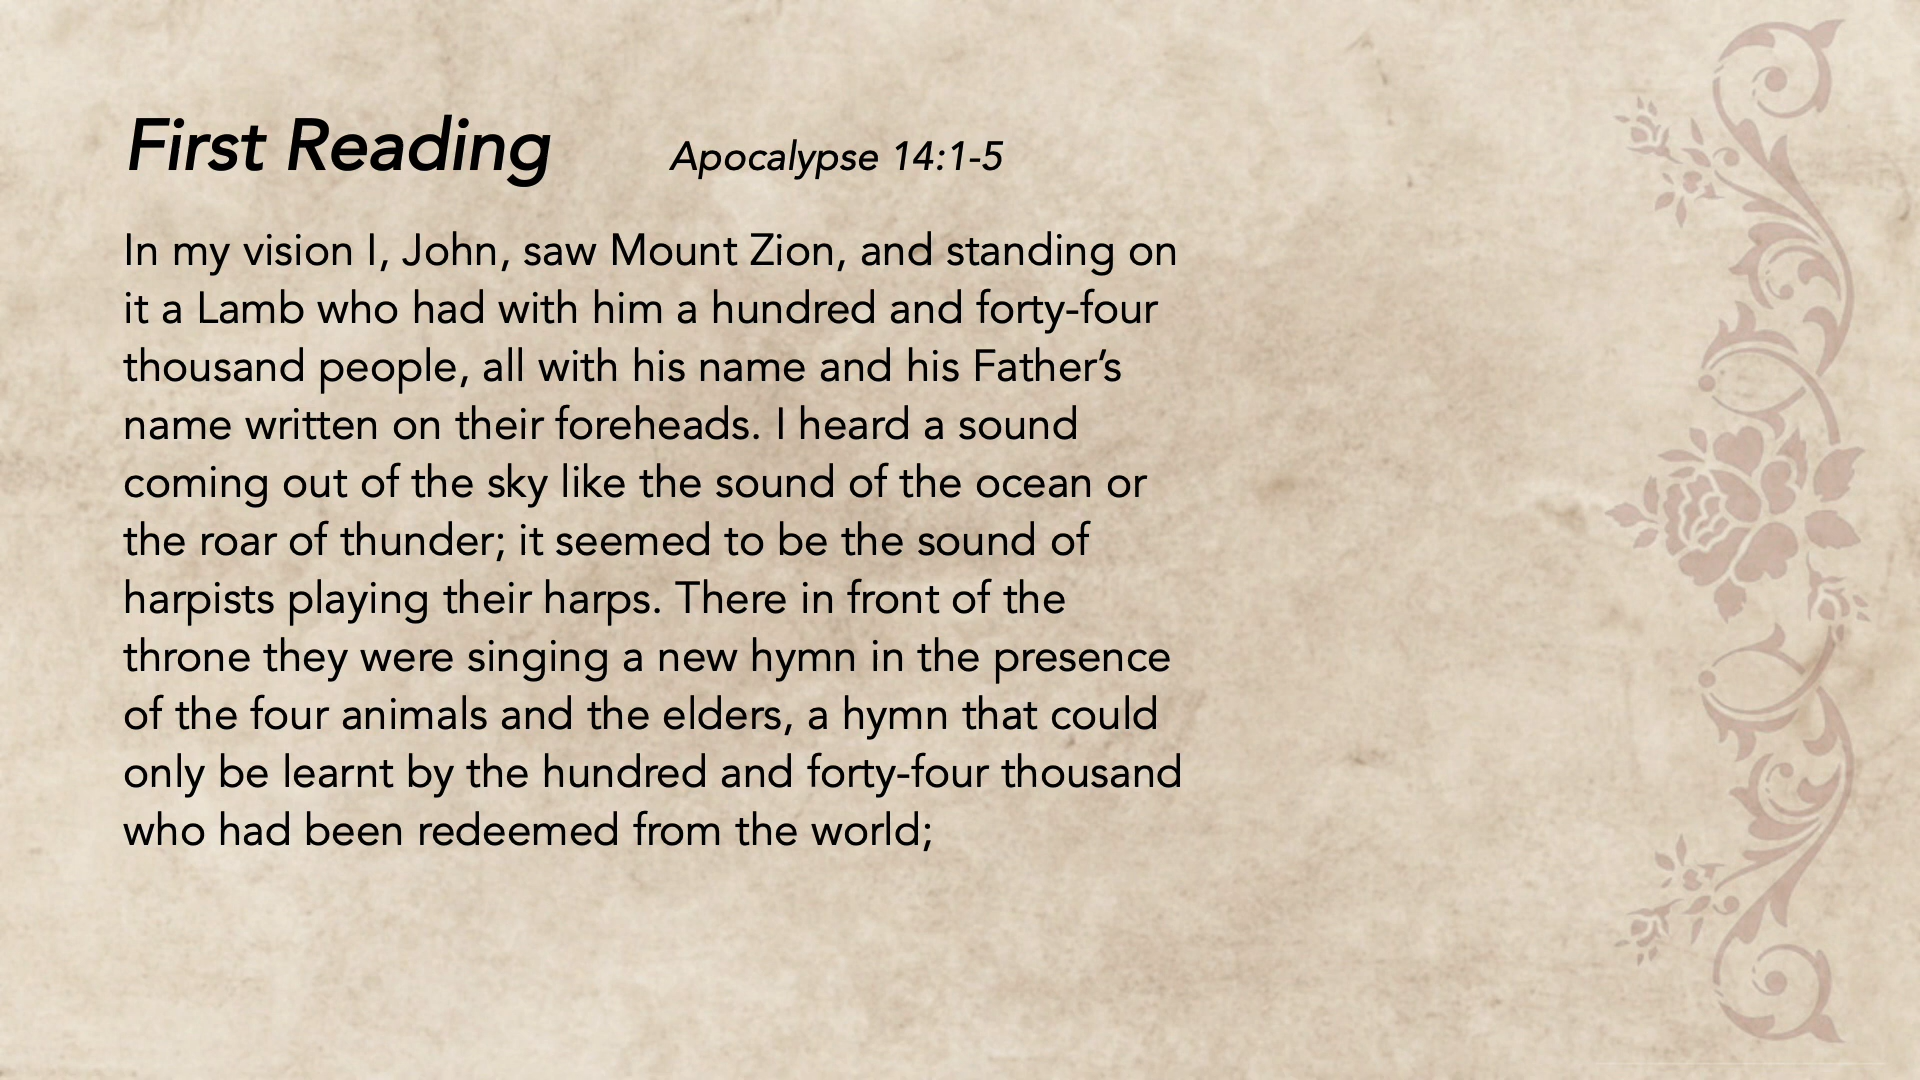 First Reading Apocalypse 14:1-5
In my vision I, John, saw Mount Zion, and standing on
it a Lamb who had with him a hundred and forty-four
thousand people, all with his name and his Father’s
name written on their foreheads. I heard a sound
coming out of the sky like the sound of the ocean or
the roar of thunder; it seemed to be the sound of
harpists playing their harps. There in front of the
throne they were singing a new hymn in the presence
of the four animals and the elders, a hymn that could
only be learnt by the hundred and forty-four thousand
who had been redeemed from the world;